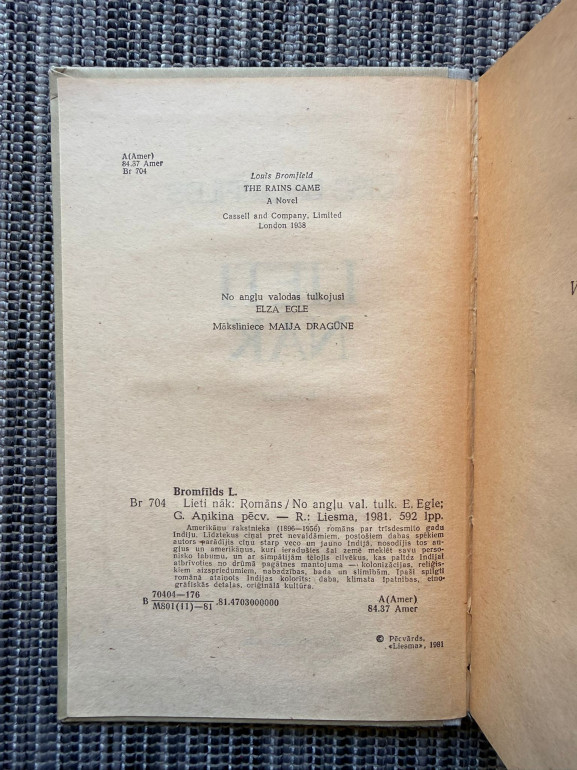 A(Amer)
84.37 Amer
Br 704
Louis Bromfield
THE RAINS CAME
A Novel
Cassell and Company, Limited
London 1938
No angļu valodas tulkojusi
ELZA EGLE
Māksliniece MAIJA DRAGŪNE
Bromfīlds L.
Br 704 Lieti nāk: Romāns/No angļu val. tulk. E. Egle;
G. Aņikina pēcv. — R.: Liesma, 1981. 592 lpp.
Amerikāņu rakstnieka (1896—1956) romāns par trīsdesmito gadu
Indiju. Līdztekus cīņai pret nevaldāmiem, postošiem dabas spēkiem
autors parādījis cīņu starp veco un jauno Indijā, nosodījis tos an-
gļus un amerikāņus, kuri ieradušies šai zemē meklēt savu perso-
nisko labumu, un ar simpātijām tēlojis cilvēkus, kas palīdz Indijai
atbrīvoties no drūmā pagātnes mantojuma — kolonizācijas, reliģis-
kiem aizspriedumiem, nabadzības, bada un slimībām. Īpaši spilgti
romānā atainots Indijas kolorīts: daba, klimata īpatnības, etno-
grāfiskās detaļas, oriģinālā kultūra.
B 70404—176
M801(11)—81 .81.4703000000
A(Amer)
84.37 Amer
© Pēcvārds,
«Liesma», 1981